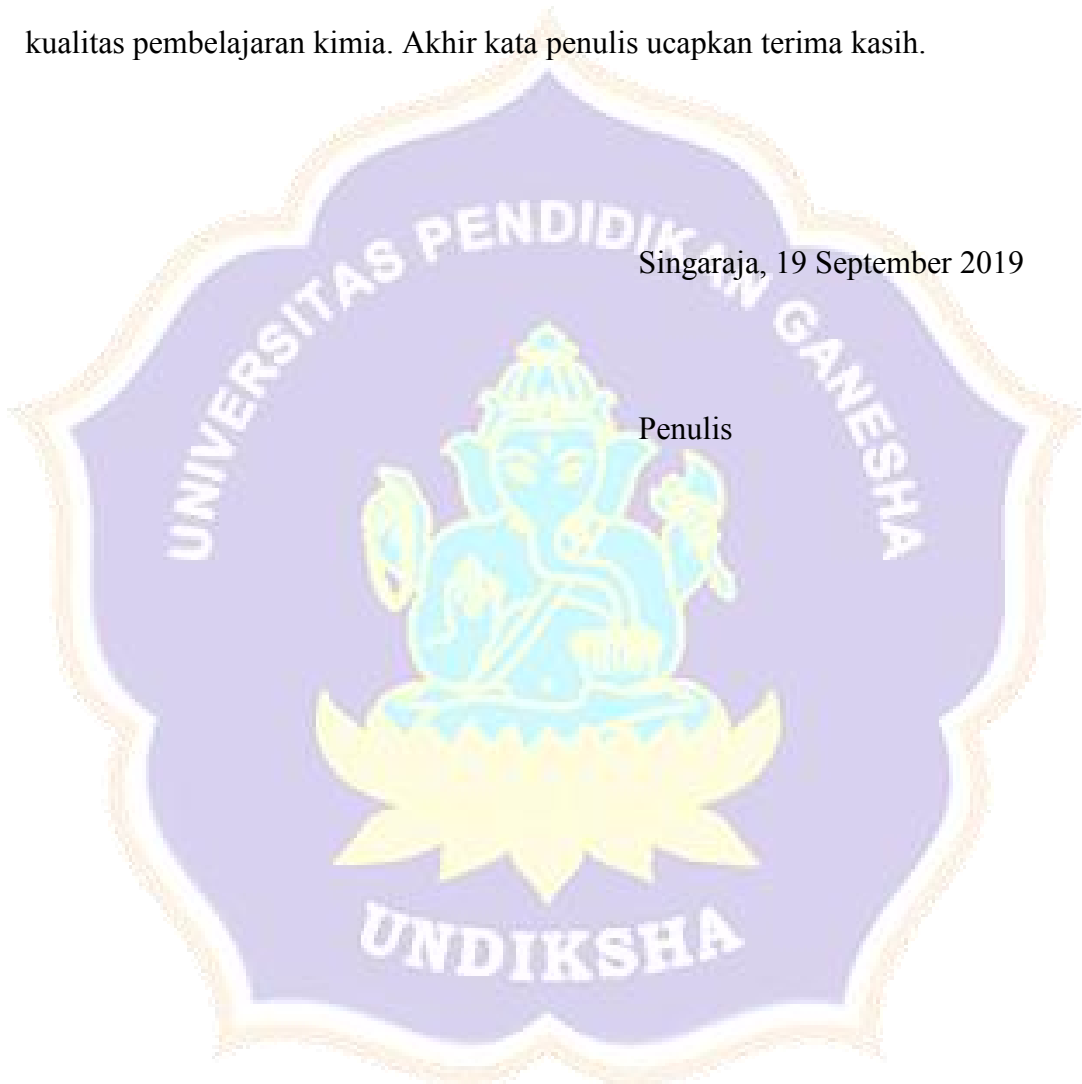 kualitas pembelajaran kimia. Akhir kata penulis ucapkan terima kasih.
UNIVERSITAS PENDIDIKAN GANESHA
Singaraja, 19 September 2019
Penulis
UNDIKSHA